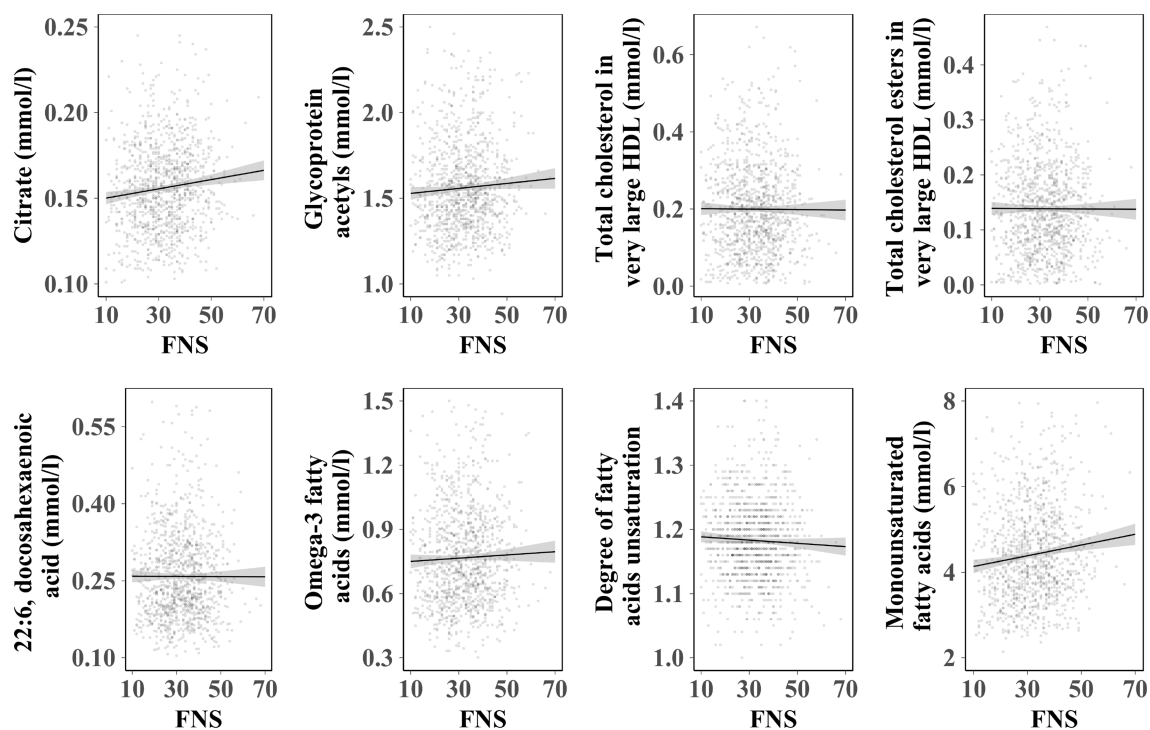 Citrate (mmol/l)
0.25
0.20
0.15
0.10
10 30 50 70
FNS
Glycoprotein
acetyls (mmol/l)
2.5
2.0
1.5
1.0
10 30 50 70
FNS
Total cholesterol in
very large HDL (mmol/l)
0.6
0.4
0.2
0.0
10 30 50 70
FNS
Total cholesterol esters in
very large HDL (mmol/l)
0.4
0.3
0.2
0.1
0.0
10 30 50 70
FNS
22:6, docosahexaenoic
acid (mmol/l)
0.55
0.40
0.25
0.10
10 30 50 70
FNS
Omega-3 fatty
acids (mmol/l)
1.5
1.2
0.9
0.6
0.3
10 30 50 70
FNS
Degree of fatty
acids unsaturation
1.4
1.3
1.2
1.1
1.0
10 30 50 70
FNS
Monounsaturated
fatty acids (mmol/l)
8
6
4
2
10 30 50 70
FNS